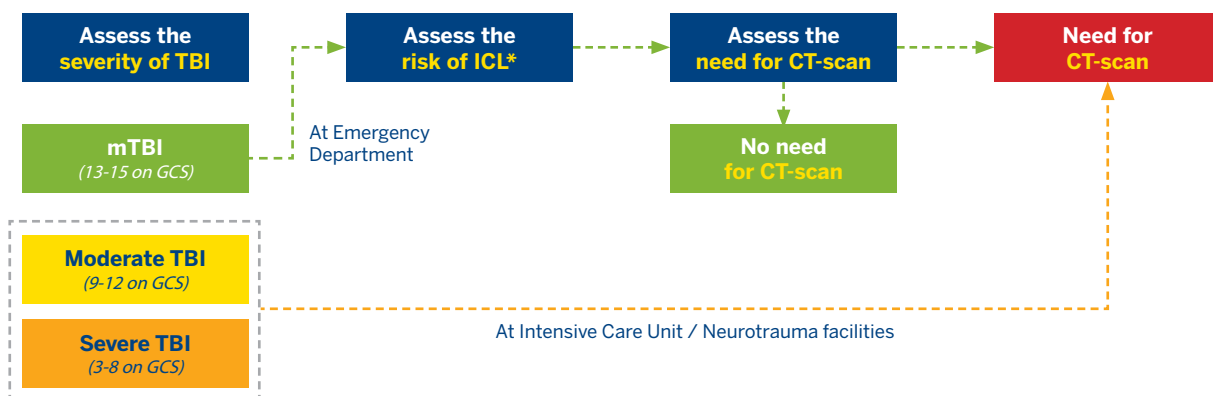 Assess the
severity of TBI
Assess the
risk of ICL*
Assess the
need for CT-scan
Need for
CT-scan
mTBI
(13-15 on GCS)
At Emergency
Department
No need
for CT-scan
Moderate TBI
(9-12 on GCS)
Severe TBI
(3-8 on GCS)
At Intensive Care Unit / Neurotrauma facilities